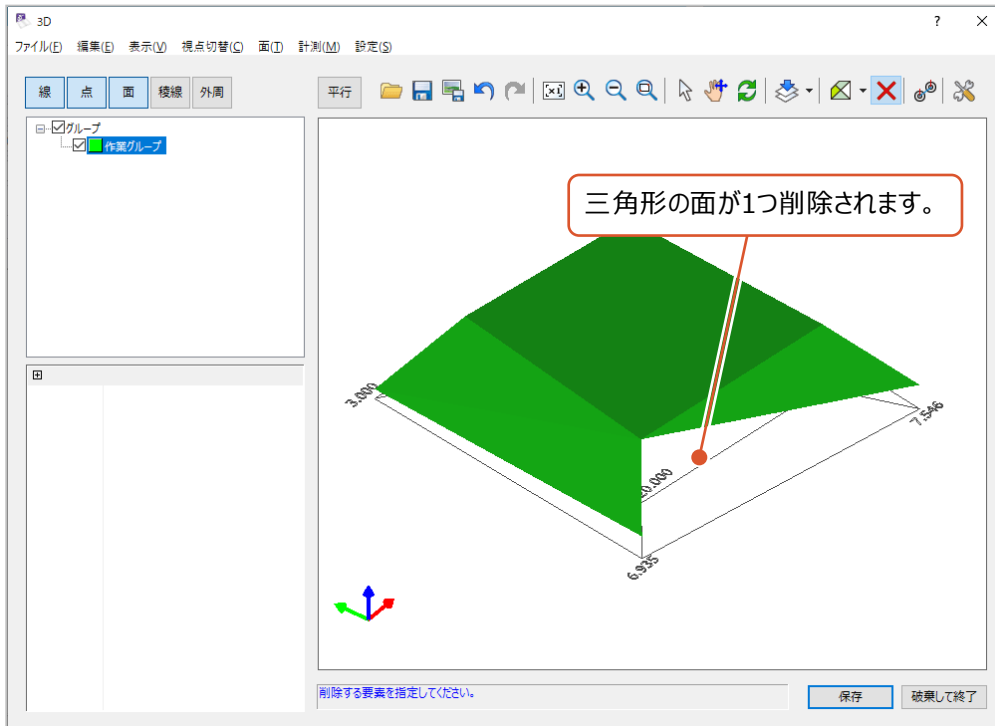 3D
?
ファイル(F) 編集(E) 表示(V) 視点切替(C) 面(T) 計測(M) 設定(S)
線 点 面 稜線 外周 平行
グループ
作業グループ
三角形の面が1つ削除されます。
3.000
7.546
20.000
6.935
削除する要素を指定してください。
保存 破棄して終了